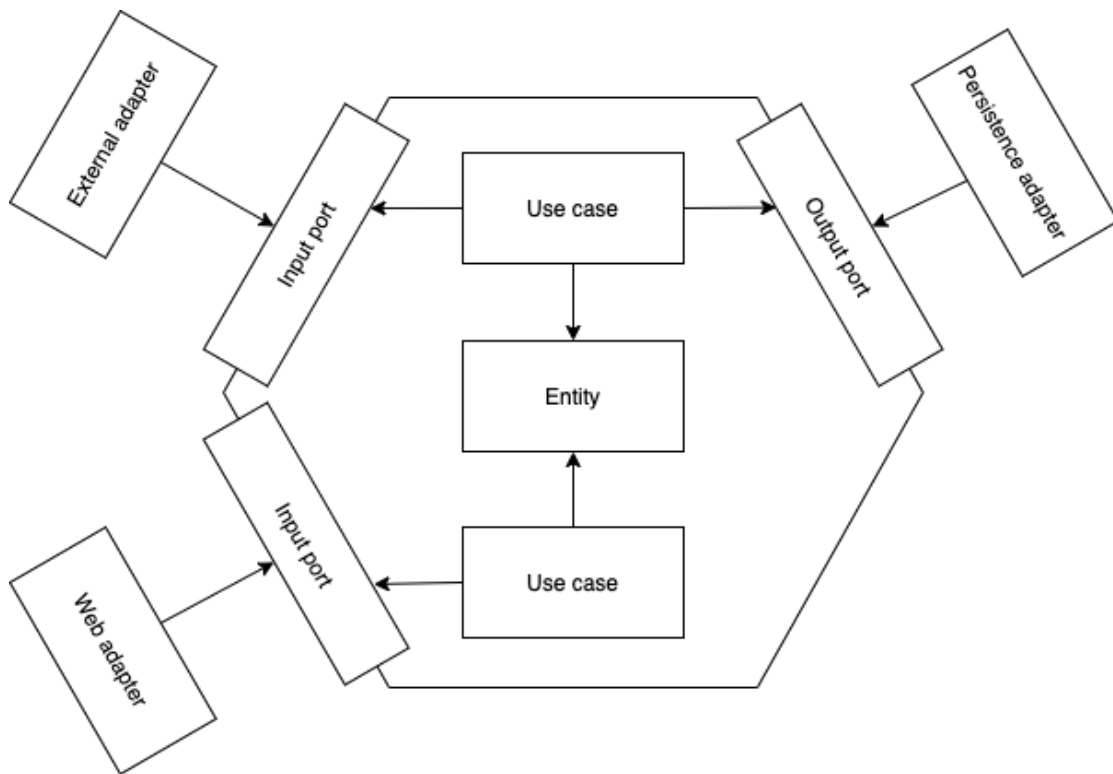 External adapter
Input port
Use case
Output port
Persistence adapter
Entity
Web adapter
Input port
Use case